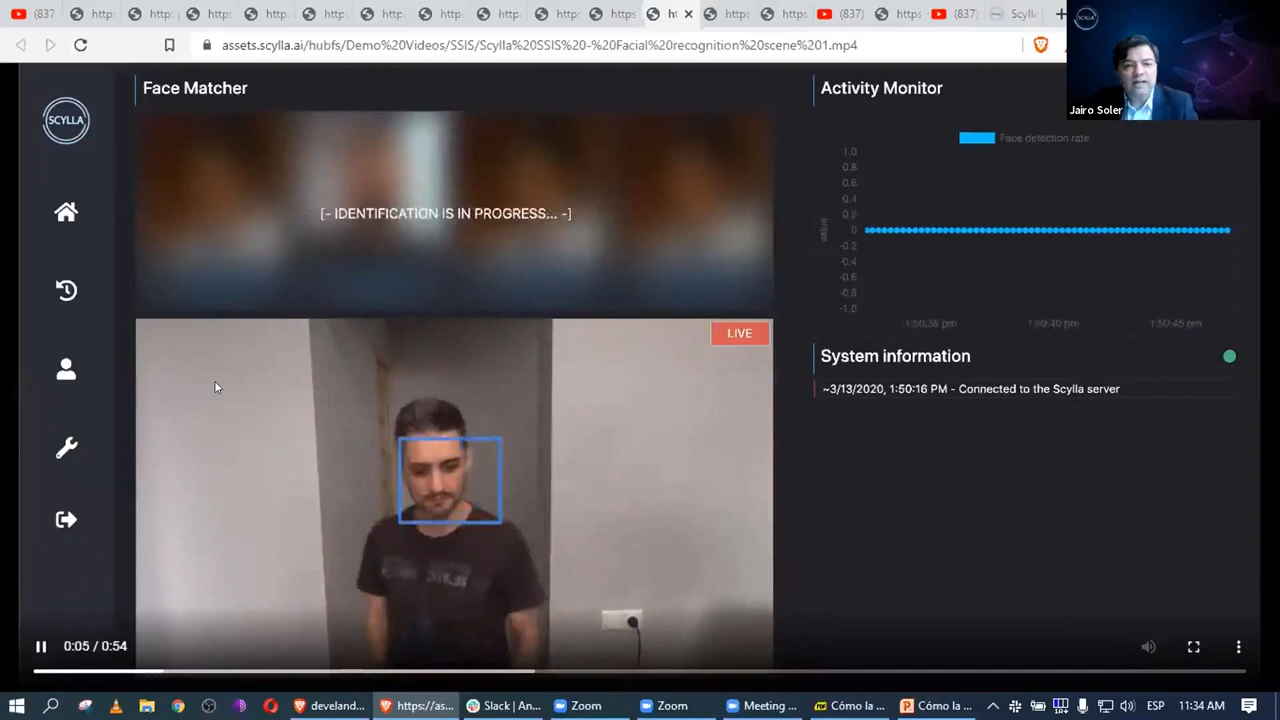 (837
http
https
http
https
http
http
http
http
https
ht
https
https
(837)
https
(837)
Scyll
assets.scylla.ai/hubfs/Demo%20Videos/SSIS/Scylla%20SSIS%20-%20Facial%20recognition%20scene%201.mp4
SCYLLA
Jairo Soler
SCYLLA
Face Matcher
[- IDENTIFICATION IS IN PROGRESS... -]
LIVE
0:05 / 0:54
Activity Monitor
Face detection rate
value
1.0
0.8
0.6
0.4
0.2
0
-0.2
-0.4
-0.6
-0.8
-1.0
1:50:35 pm
1:50:40 pm
1:50:45 pm
System information
~3/13/2020, 1:50:16 PM - Connected to the Scylla server
develand...
https://as...
Slack | An...
Zoom
Zoom
Meeting ...
Cómo la ...
Cómo la ...
ESP
11:34 AM